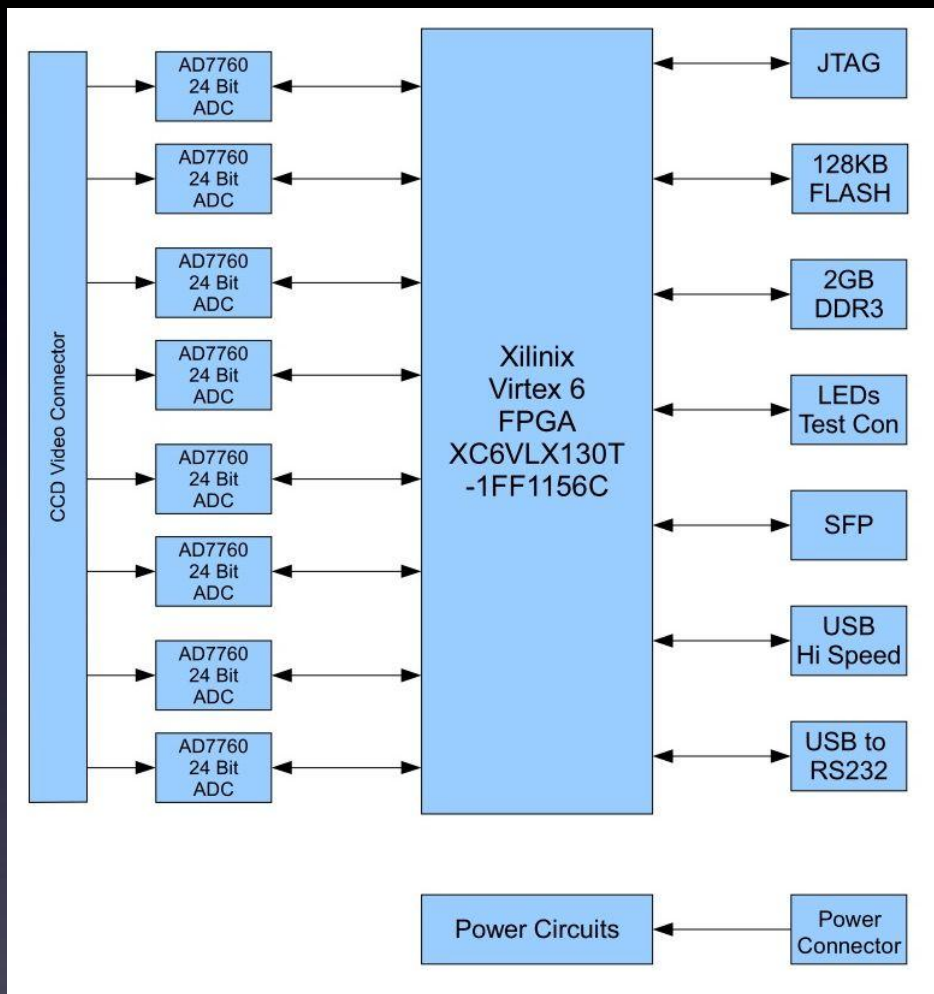 CCD Video Connector
AD7760
24 Bit
ADC
AD7760
24 Bit
ADC
AD7760
24 Bit
ADC
AD7760
24 Bit
ADC
AD7760
24 Bit
ADC
AD7760
24 Bit
ADC
AD7760
24 Bit
ADC
AD7760
24 Bit
ADC
Xilinix
Virtex 6
FPGA
XC6VLX130T
-1FF1156C
JTAG
128KB
FLASH
2GB
DDR3
LEDs
Test Con
SFP
USB
Hi Speed
USB to
RS232
Power Circuits
Power
Connector